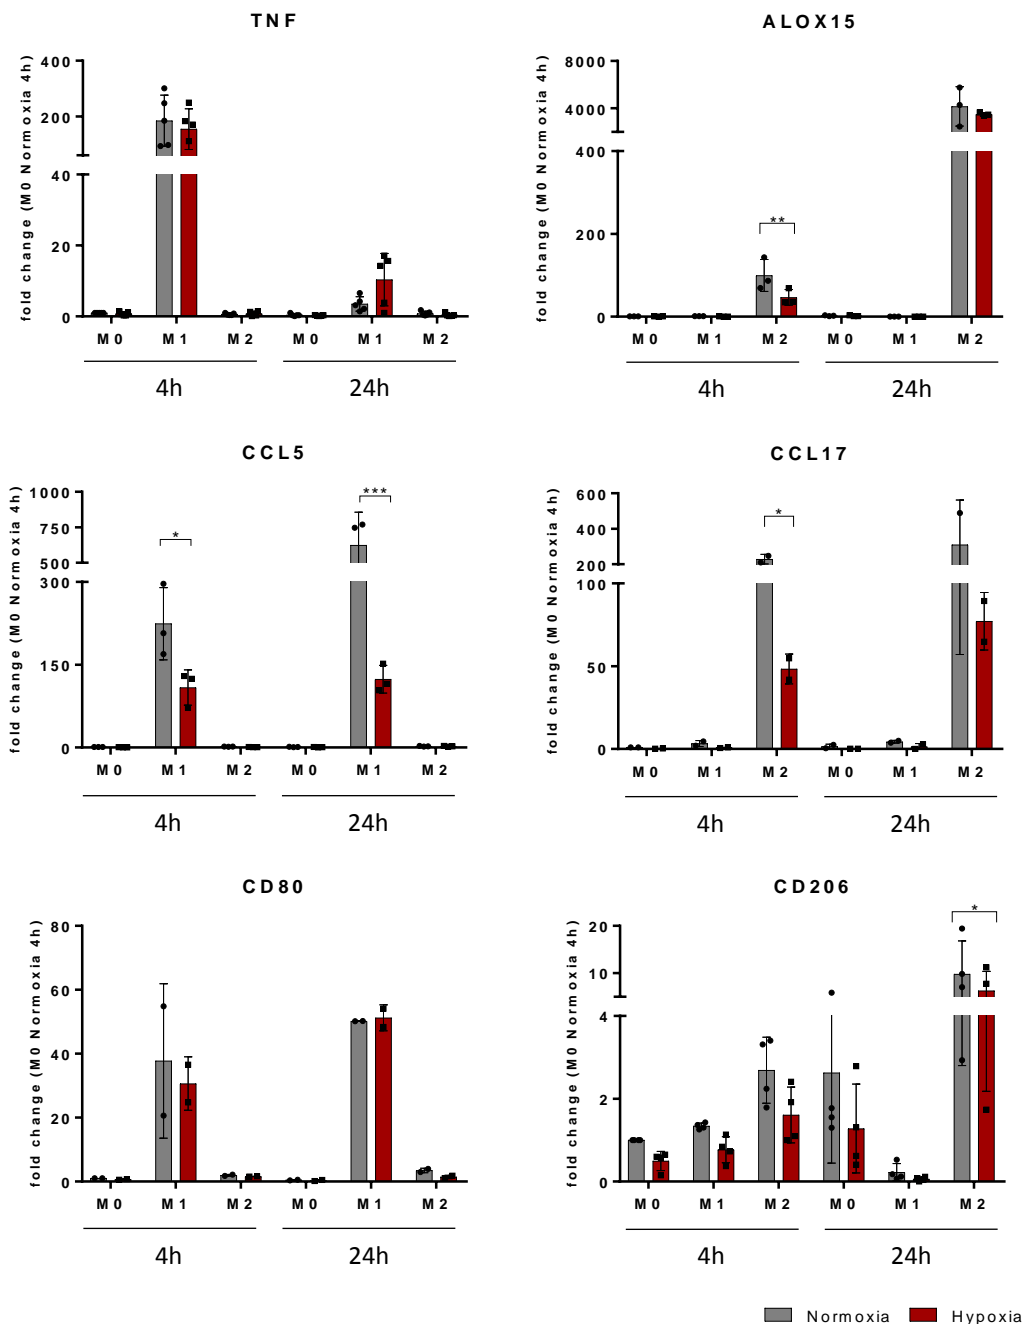 TNF
fold change (M0 Normoxia 4h)
400
200
40
20
0
M0 M1 M2 M0 M1 M2
4h 24h
ALOX15
fold change (M0 Normoxia 4h)
8000
4000
400
200
0
**
M0 M1 M2 M0 M1 M2
4h 24h
CCL5
fold change (M0 Normoxia 4h)
1000
750
500
300
150
0
* ***
M0 M1 M2 M0 M1 M2
4h 24h
CCL17
fold change (M0 Normoxia 4h)
600
400
200
100
50
0
*
M0 M1 M2 M0 M1 M2
4h 24h
CD80
fold change (M0 Normoxia 4h)
80
60
40
20
0
M0 M1 M2 M0 M1 M2
4h 24h
CD206
fold change (M0 Normoxia 4h)
20
10
4
2
0
*
M0 M1 M2 M0 M1 M2
4h 24h
Normoxia Hypoxia